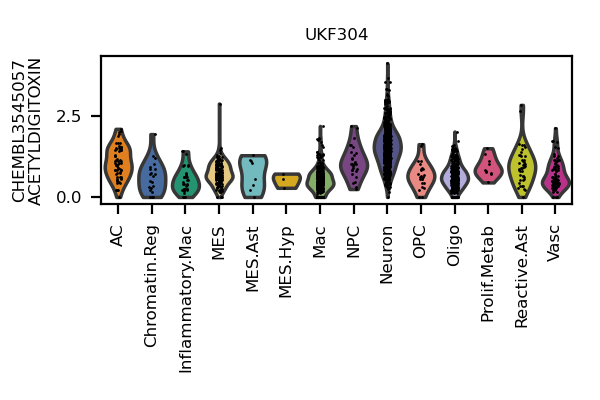 UKF304
CHEMBL3545057
ACETYLDIGITOXIN
2.5
0.0
AC
Chromatin.Reg
Inflammatory.Mac
MES
MES.Ast
MES.Hyp
Mac
NPC
Neuron
OPC
Oligo
Prolif.Metab
Reactive.Ast
Vasc